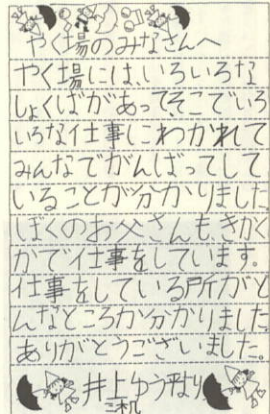 やく場のみなさんへ
やく場には、いろいろな
しょくばがあってそこでいろ
いろな仕事にわかれて
みんなでがんばってして
いることが分かりました
ぼくのお父さんもきかく
かで仕事をしています。
仕事をしている所がど
んなところか分かりました
ありがとうございました。
井上ゆう平より